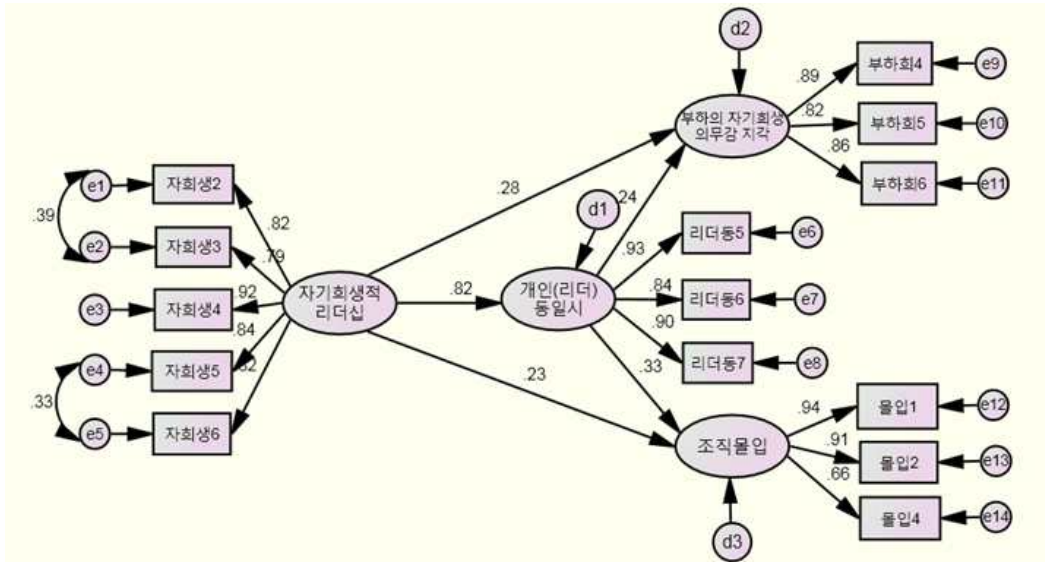 d2
부하희4
e9
.89
부하의 자기희생
의무감 지각
.82
부하희5
e10
.86
부하희6
e11
e1
자희생2
.28
d1
.24
.39
.82
리더동5
e6
e2
자희생3
.79
.93
자기희생적
리더십
.82
개인(리더)
동일시
.84
리더동6
e7
e3
자희생4
.92
.90
.84
리더동7
e8
e4
자희생5
.33
.23
.33
몰입1
e12
.94
e5
자희생6
조직몰입
.91
몰입2
e13
.66
몰입4
e14
d3